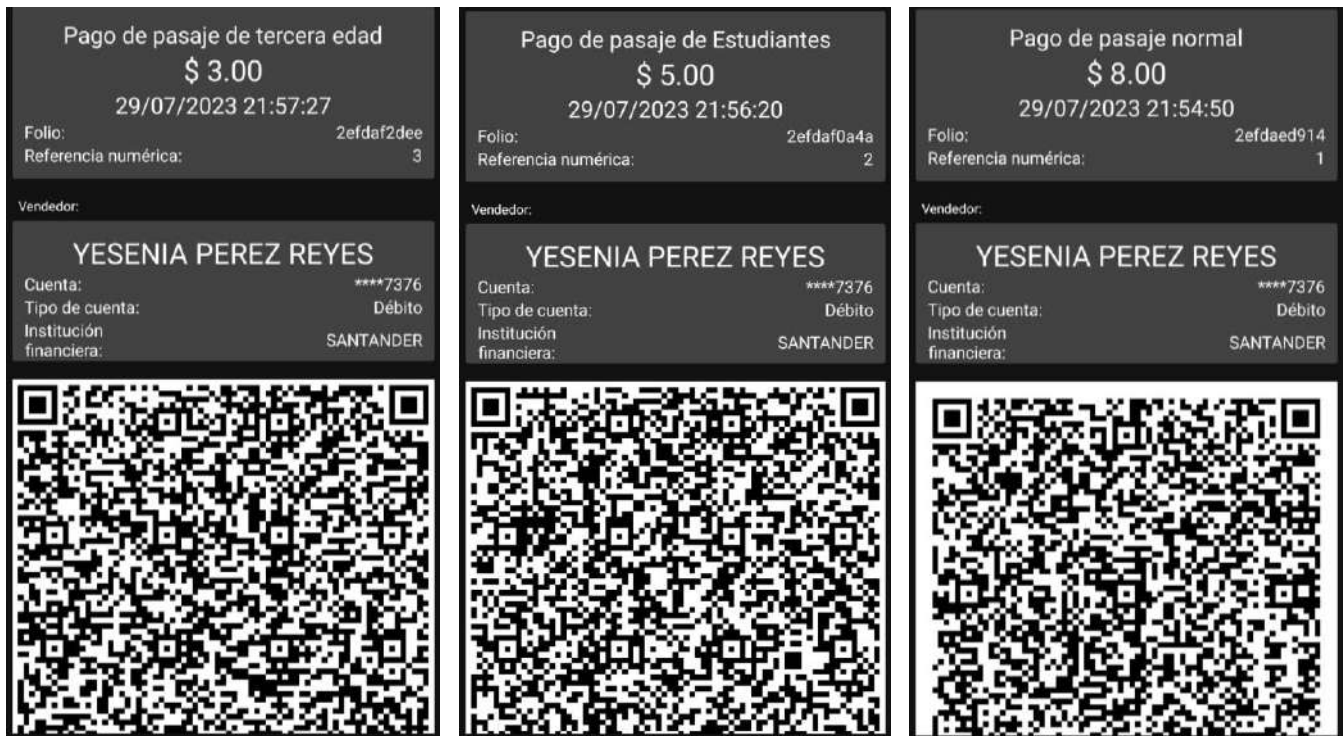 Pago de pasaje de tercera edad
$ 3.00
29/07/2023 21:57:27
Folio: 2efdaf2dee
Referencia numérica: 3
Vendedor:
YESENIA PEREZ REYES
Cuenta: ****7376
Tipo de cuenta: Débito
Institución
financiera: SANTANDER
Pago de pasaje de Estudiantes
$ 5.00
29/07/2023 21:56:20
Folio: 2efdaf0a4a
Referencia numérica: 2
Vendedor:
YESENIA PEREZ REYES
Cuenta: ****7376
Tipo de cuenta: Débito
Institución
financiera: SANTANDER
Pago de pasaje normal
$ 8.00
29/07/2023 21:54:50
Folio: 2efdaed914
Referencia numérica: 1
Vendedor:
YESENIA PEREZ REYES
Cuenta: ****7376
Tipo de cuenta: Débito
Institución
financiera: SANTANDER